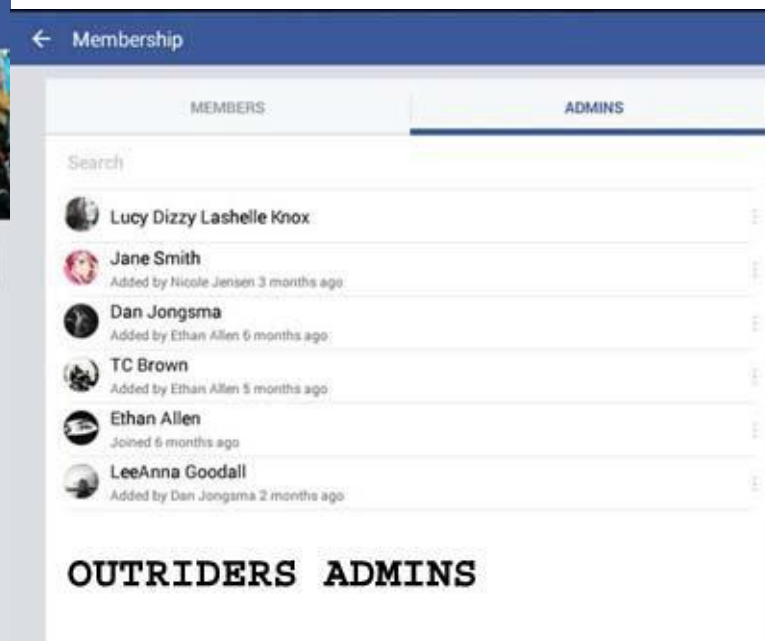 Membership
MEMBERS ADMINS
Search
Lucy Dizzy Lashelle Knox
Jane Smith
Added by Nicole Jensen 3 months ago
Dan Jongsma
Added by Ethan Allen 6 months ago
TC Brown
Added by Ethan Allen 5 months ago
Ethan Allen
Joined 6 months ago
LeeAnna Goodall
Added by Dan Jongsma 2 months ago
OUTRIDERS ADMINS